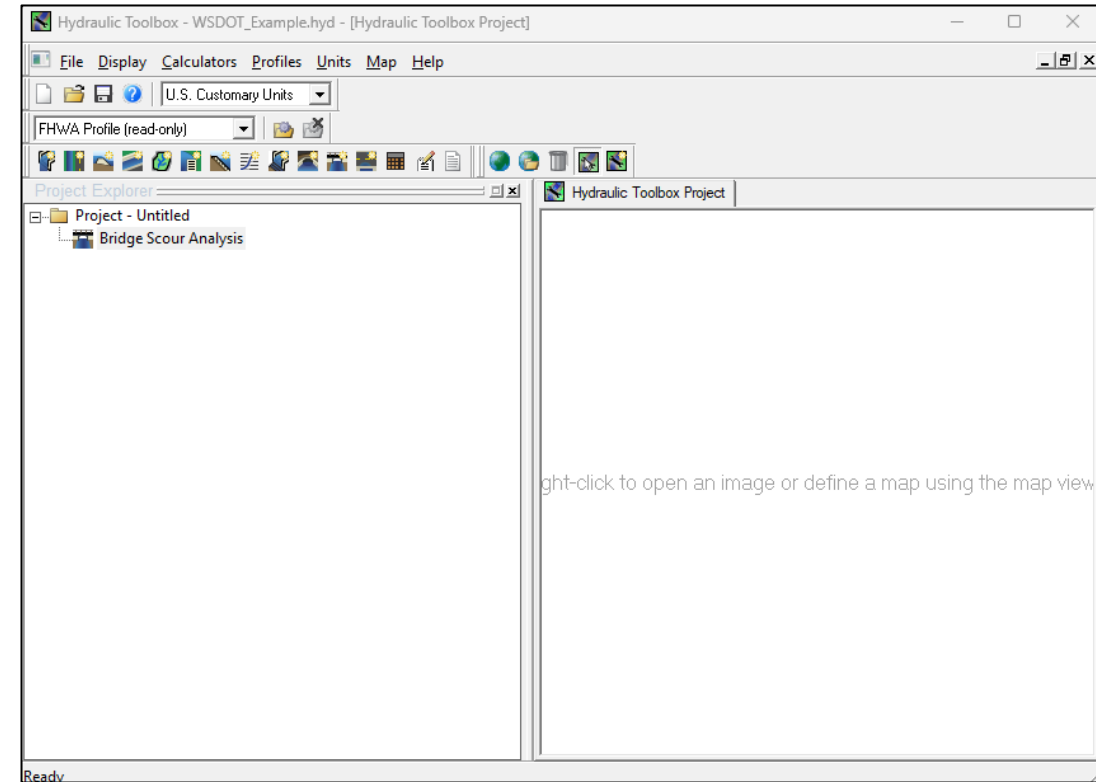 Hydraulic Toolbox - WSDOT_Example.hyd - [Hydraulic Toolbox Project]
File Display Calculators Profiles Units Map Help
U.S. Customary Units
FHWA Profile (read-only)
Project Explorer
Hydraulic Toolbox Project
Project - Untitled
Bridge Scour Analysis
ght-click to open an image or define a map using the map view
Ready